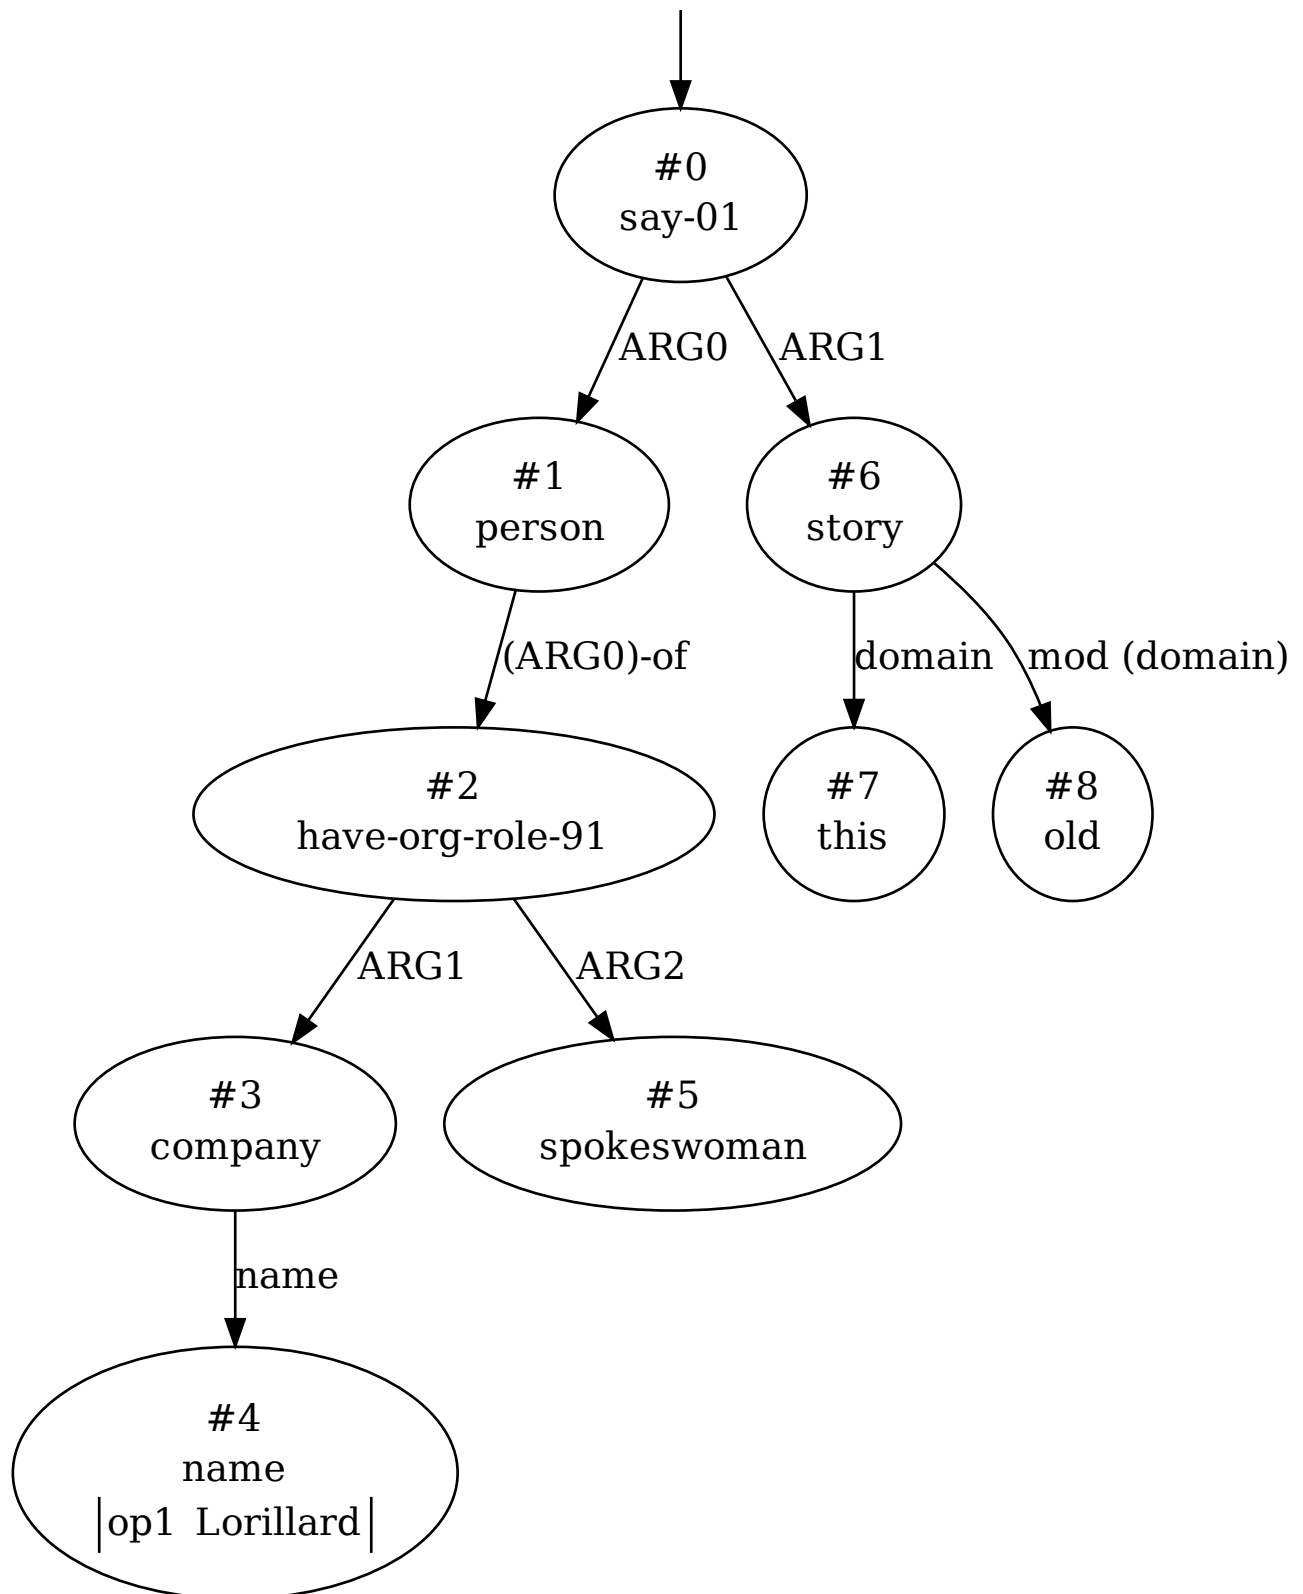 #0
say-01
ARG0
ARG1
#1
person
#6
story
(ARG0)-of
domain
mod (domain)
#2
have-org-role-91
#7
this
#8
old
ARG1
ARG2
#3
company
#5
spokeswoman
name
#4
name
op1 Lorillard